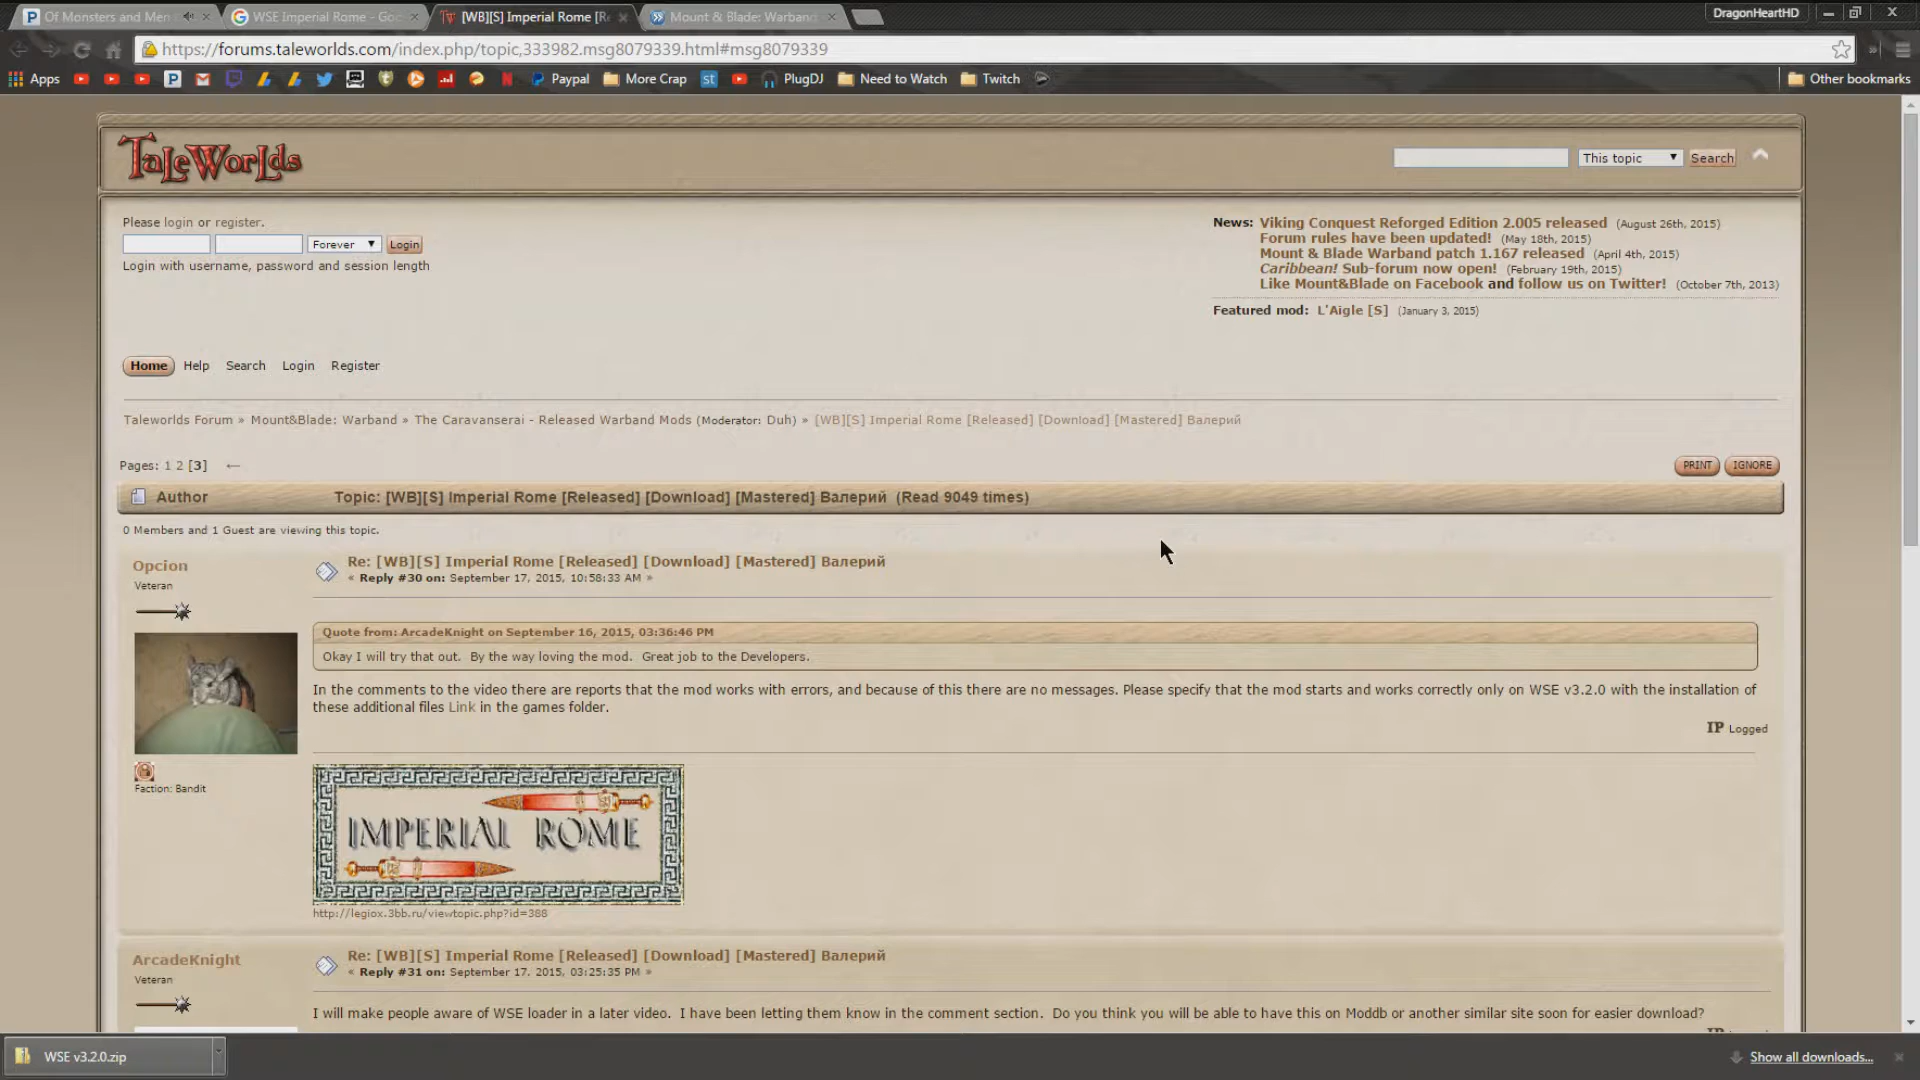 Of Monsters and Men
WSE Imperial Rome - Goo
[WB][S] Imperial Rome [Re
Mount & Blade: Warband
DragonHeartHD
https://forums.taleworlds.com/index.php/topic,333982.msg8079339.html#msg8079339
Apps
Paypal
More Crap
st
PlugDJ
Need to Watch
Twitch
Other bookmarks
TaleWorlds
This topic
Search
Please login or register.
Forever
Login
Login with username, password and session length
News: Viking Conquest Reforged Edition 2.005 released (August 26th, 2015)
Forum rules have been updated! (May 18th, 2015)
Mount & Blade Warband patch 1.167 released (April 4th, 2015)
Caribbean! Sub-forum now open! (February 19th, 2015)
Like Mount&Blade on Facebook and follow us on Twitter! (October 7th, 2013)
Featured mod: L'Aigle [S] (January 3, 2015)
Home Help Search Login Register
Taleworlds Forum » Mount&Blade: Warband » The Caravanserai - Released Warband Mods (Moderator: Duh) » [WB][S] Imperial Rome [Released] [Download] [Mastered] Валерий
Pages: 1 2 [3] ←
PRINT IGNORE
Author Topic: [WB][S] Imperial Rome [Released] [Download] [Mastered] Валерий (Read 9049 times)
0 Members and 1 Guest are viewing this topic.
Opcion
Veteran
Faction: Bandit
Re: [WB][S] Imperial Rome [Released] [Download] [Mastered] Валерий
« Reply #30 on: September 17, 2015, 10:58:33 AM »
Quote from: ArcadeKnight on September 16, 2015, 03:36:46 PM
Okay I will try that out. By the way loving the mod. Great job to the Developers.
In the comments to the video there are reports that the mod works with errors, and because of this there are no messages. Please specify that the mod starts and works correctly only on WSE v3.2.0 with the installation of
these additional files Link in the games folder.
IP Logged
IMPERIAL ROME
http://legiox.3bb.ru/viewtopic.php?id=388
ArcadeKnight
Veteran
Re: [WB][S] Imperial Rome [Released] [Download] [Mastered] Валерий
« Reply #31 on: September 17, 2015, 03:25:35 PM »
I will make people aware of WSE loader in a later video. I have been letting them know in the comment section. Do you think you will be able to have this on Moddb or another similar site soon for easier download?
WSE v3.2.0.zip
Show all downloads...